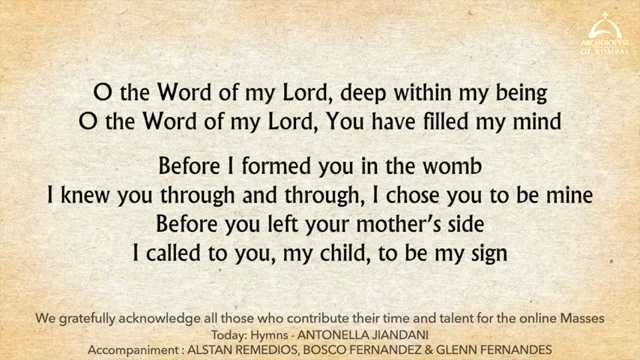 ARCHDIOCESE
OF BOMBAY
O the Word of my Lord, deep within my being
O the Word of my Lord, You have filled my mind
Before I formed you in the womb
I knew you through and through, I chose you to be mine
Before you left your mother's side
I called to you, my child, to be my sign
We gratefully acknowledge all those who contribute their time and talent for the online Masses
Today: Hymns - ANTONELLA JIANDANI
Accompaniment : ALSTAN REMEDIOS, BOSCO FERNANDEZ & GLENN FERNANDES